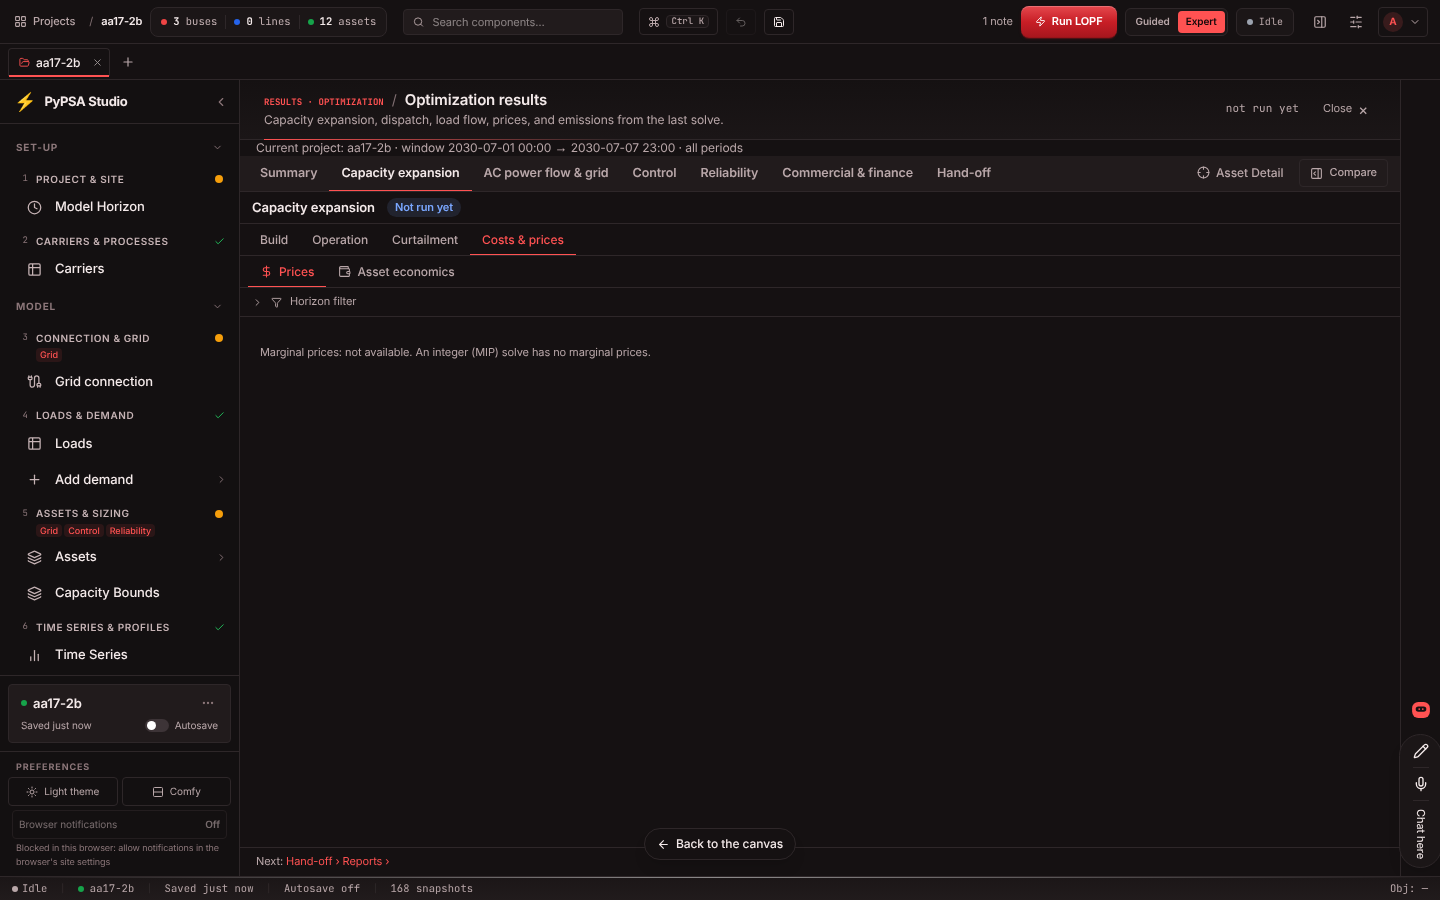 Projects / aa17-2b 3 buses 0 lines 12 assets Search components... Ctrl K 1 note Run LOPF Guided Expert Idle A
aa17-2b
PyPSA Studio
SET-UP
1 PROJECT & SITE
Model Horizon
2 CARRIERS & PROCESSES
Carriers
MODEL
3 CONNECTION & GRID
Grid
Grid connection
4 LOADS & DEMAND
Loads
Add demand
5 ASSETS & SIZING
Grid Control Reliability
Assets
Capacity Bounds
6 TIME SERIES & PROFILES
Time Series
aa17-2b
Saved just now Autosave
PREFERENCES
Light theme Comfy
Browser notifications Off
Blocked in this browser: allow notifications in the
browser's site settings
RESULTS · OPTIMIZATION / Optimization results
Capacity expansion, dispatch, load flow, prices, and emissions from the last solve.
not run yet Close
Current project: aa17-2b · window 2030-07-01 00:00 → 2030-07-07 23:00 · all periods
Summary Capacity expansion AC power flow & grid Control Reliability Commercial & finance Hand-off Asset Detail Compare
Capacity expansion Not run yet
Build Operation Curtailment Costs & prices
Prices Asset economics
Horizon filter
Marginal prices: not available. An integer (MIP) solve has no marginal prices.
Back to the canvas
Next: Hand-off › Reports ›
Chat here
Idle aa17-2b Saved just now Autosave off 168 snapshots Obj: —